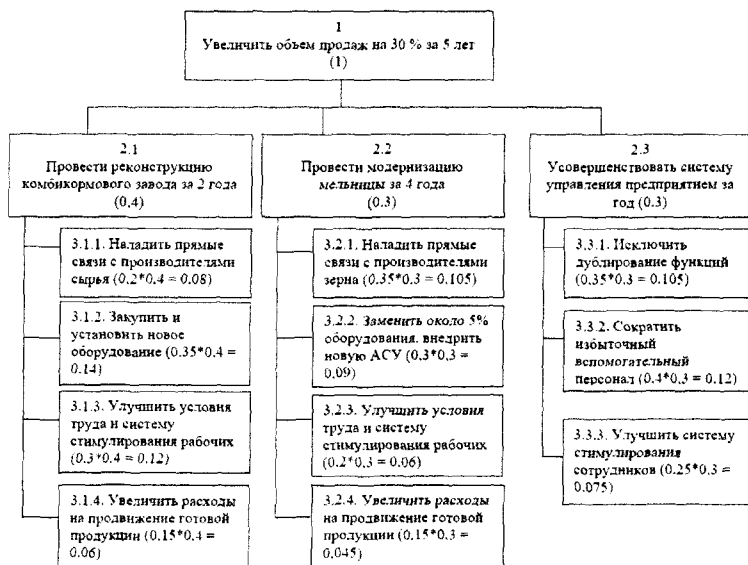 1
Увеличить объем продаж на 30 % за 5 лет
(1)
2.1
Провести реконструкцию
комбикормового завода за 2 года
(0,4)
2.2
Провести модернизацию
мельницы за 4 года
(0.3)
2.3
Усовершенствовать систему
управления предприятием за
год (0.3)
3.1.1. Наладить прямые
связи с производителями
сырья (0.2*0.4 = 0.08)
3.1.2. Закупить и
установить новое
оборудование (0.35*0.4 =
0.14)
3.1.3. Улучшить условия
труда и систему
стимулирования рабочих
(0.3*0.4 = 0.12)
3.1.4. Увеличить расходы
на продвижение готовой
продукции (0.15*0.4 =
0.06)
3.2.1. Наладить прямые
связи с производителями
зерна (0.35*0.3 = 0.105)
3.2.2. Заменить около 5%
оборудования. внедрить
новую АСУ (0,3*0,3 =
0.09)
3.2.3. Улучшить условия
труда и систему
стимулирования рабочих
(0.2*0.3 = 0.06)
3.2.4. Увеличить расходы
на продвижение готовой
продукции (0.15*0.3 =
0.045)
3.3.1. Исключить
дублирование функций
(0.35*0.3 = 0.105)
3.3.2. Сократить
избыточный
вспомогательный
персонал (0.4*0.3 = 0.12)
3.3.3. Улучшить систему
стимулирования
сотрудников (0.25*0.3 =
0.075)